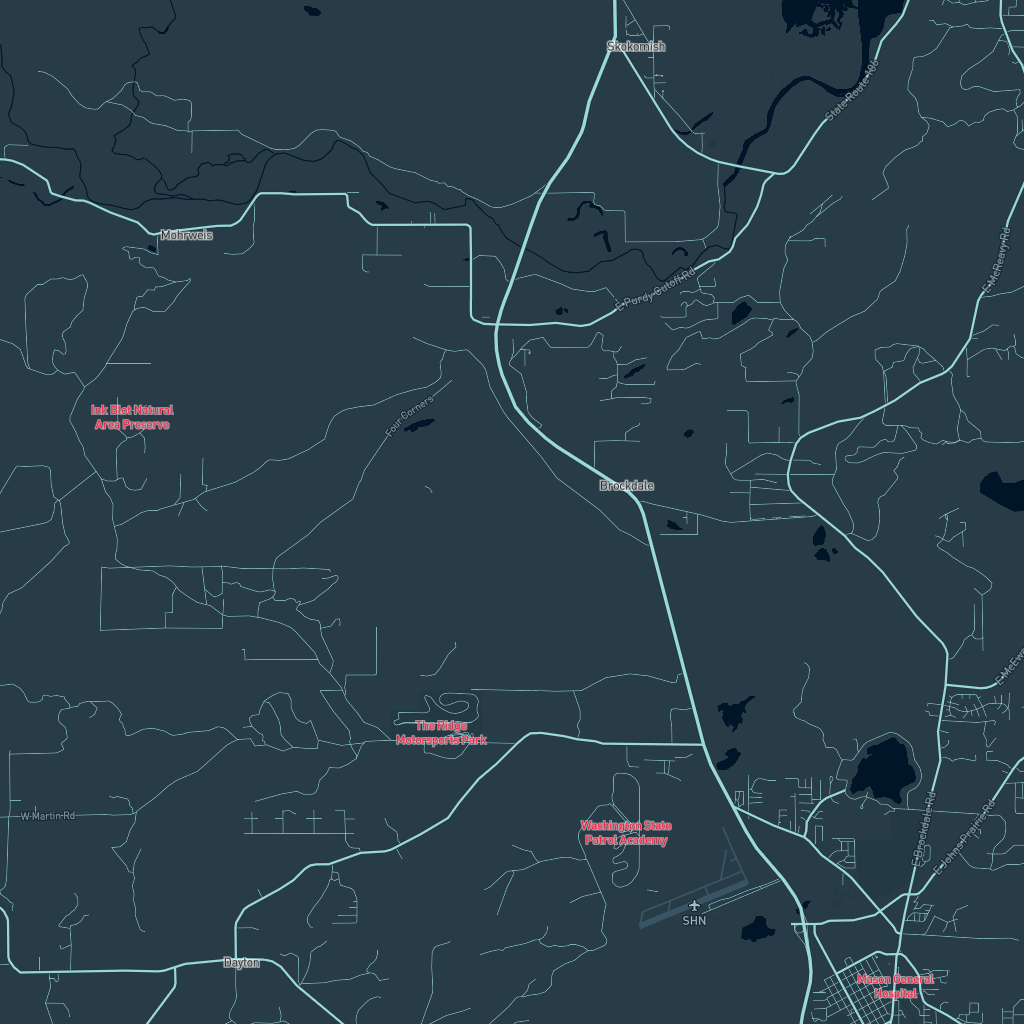 Skokomish
State Route 106
Mohrweis
E McReavy Rd
E Purdy Cutoff Rd
Ink Blot Natural
Area Preserve
Four Corners
Brockdale
The Ridge
Motorsports Park
W Martin Rd
Washington State
Patrol Academy
E Brockdale Rd
E Johns Prairie Rd
SHN
Dayton
Mason General
Hospital